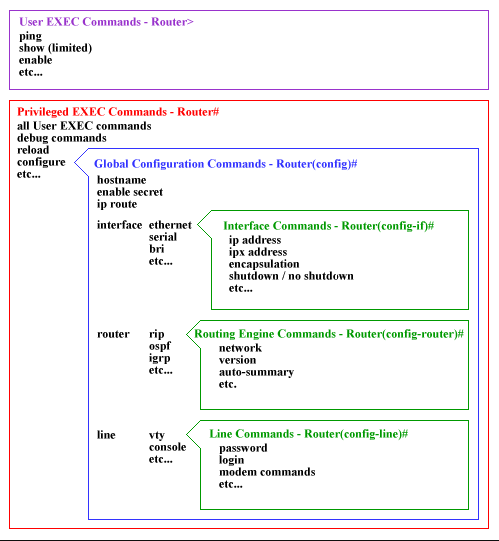 User EXEC Commands - Router>
ping
show (limited)
enable
etc...
Privileged EXEC Commands - Router#
all User EXEC commands
debug commands
reload
configure
etc...
Global Configuration Commands - Router(config)#
hostname
enable secret
ip route
interface ethernet
serial
bri
etc...
Interface Commands - Router(config-if)#
ip address
ipx address
encapsulation
shutdown / no shutdown
etc...
router rip
ospf
igrp
etc...
Routing Engine Commands - Router(config-router)#
network
version
auto-summary
etc.
line vty
console
etc...
Line Commands - Router(config-line)#
password
login
modem commands
etc...